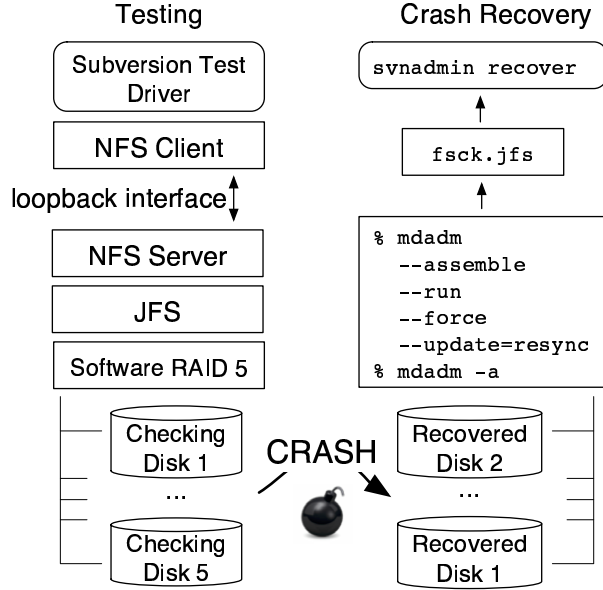 Testing
Subversion Test
Driver
NFS Client
loopback interface
NFS Server
JFS
Software RAID 5
Checking
Disk 1
...
Checking
Disk 5
CRASH
Crash Recovery
svnadmin recover
fsck.jfs
% mdadm
--assemble
--run
--force
--update=resync
% mdadm -a
Recovered
Disk 2
...
Recovered
Disk 1